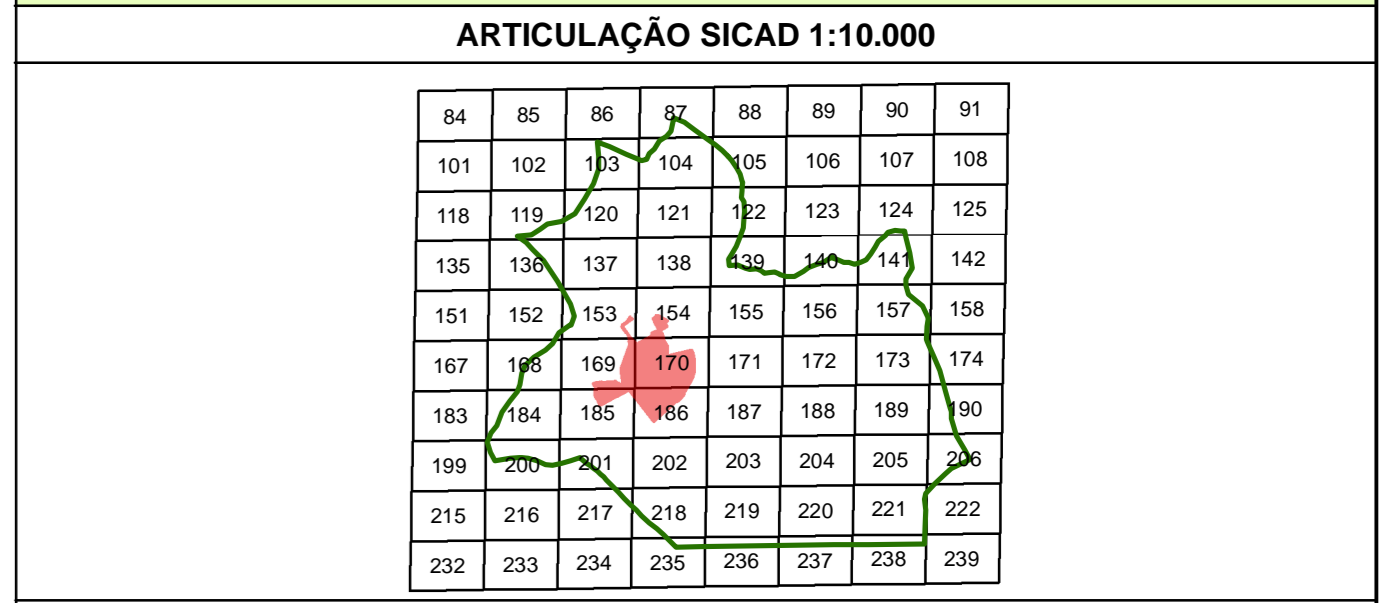 ARTICULAÇÃO SICAD 1:10.000
84 85 86 87 88 89 90 91
101 102 103 104 105 106 107 108
118 119 120 121 122 123 124 125
135 136 137 138 139 140 141 142
151 152 153 154 155 156 157 158
167 168 169 170 171 172 173 174
183 184 185 186 187 188 189 190
199 200 201 202 203 204 205 206
215 216 217 218 219 220 221 222
232 233 234 235 236 237 238 239